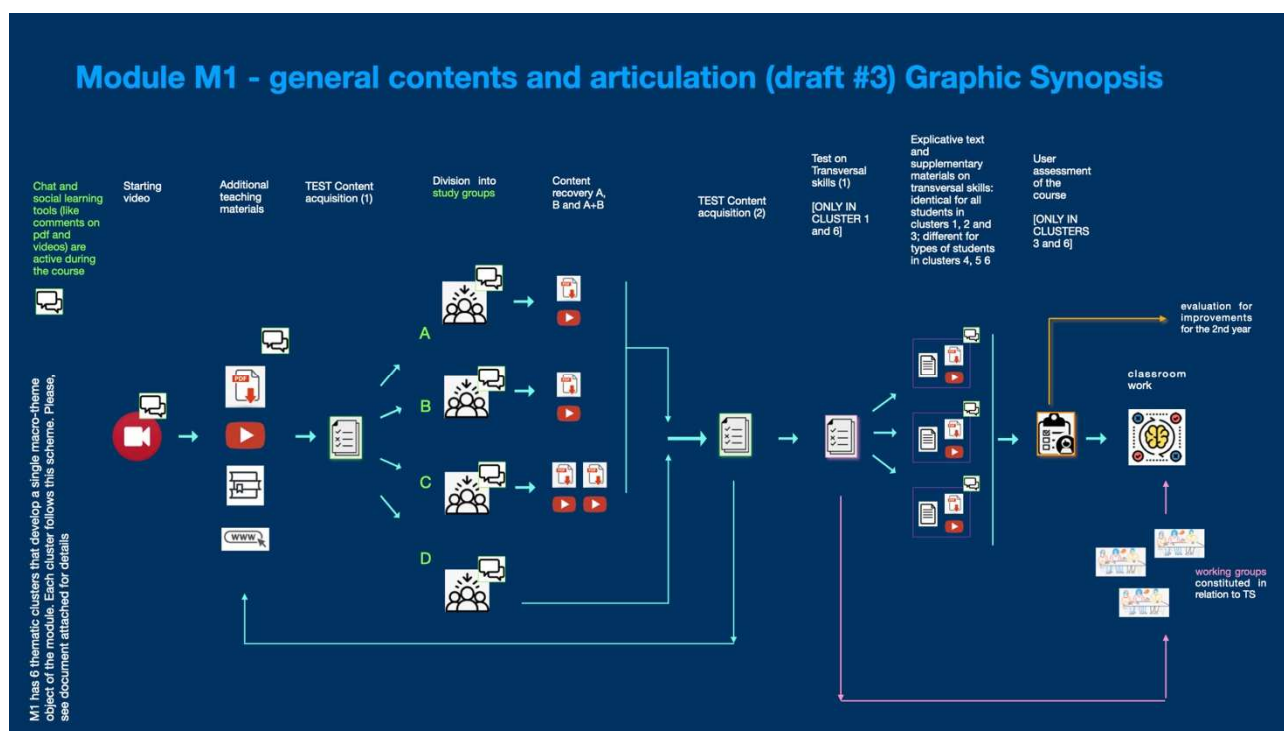 Module M1 - general contents and articulation (draft #3) Graphic Synopsis
Chat and
social learning
tools (like
comments on
pdf and
videos) are
active during
the course
Starting
video
Additional
teaching
materials
TEST Content
acquisition (1)
Division into
study groups
Content
recovery A,
B and A+B
TEST Content
acquisition (2)
Test on
Transversal
skills (1)
[ONLY IN
CLUSTER 1
and 6]
Explicative text
and
supplementary
materials on
transversal skills:
identical for all
students in
clusters 1, 2 and
3; different for
types of students
in clusters 4, 5 6
User
assessment
of the
course
[ONLY IN
CLUSTERS
3 and 6]
evaluation for
improvements
for the 2nd year
classroom
work
A
B
C
D
PDF
WWW
working groups
constituted in
relation to TS
M1 has 6 thematic clusters that develop a single macro-theme
object of the module. Each cluster follows this scheme. Please,
see document attached for details